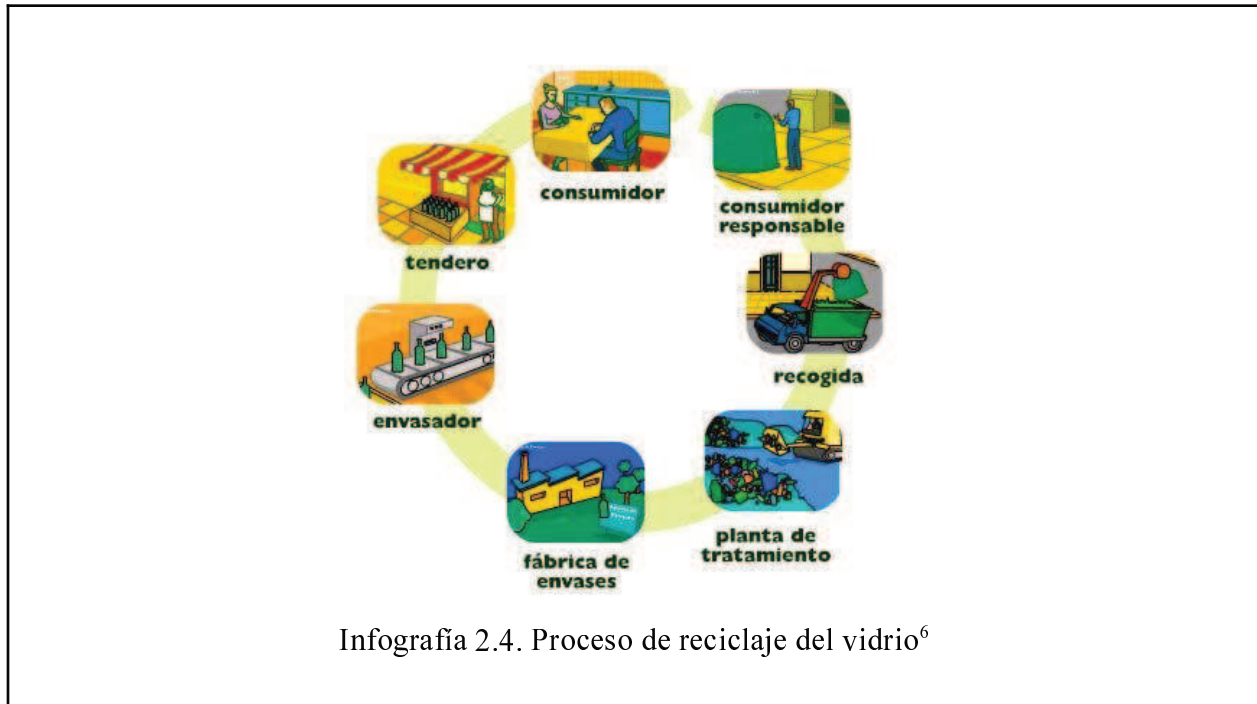 consumidor
consumidor
responsable
tendero
recogida
envasador
planta de
tratamiento
fábrica de
envases
Infografía 2.4. Proceso de reciclaje del vidrio6